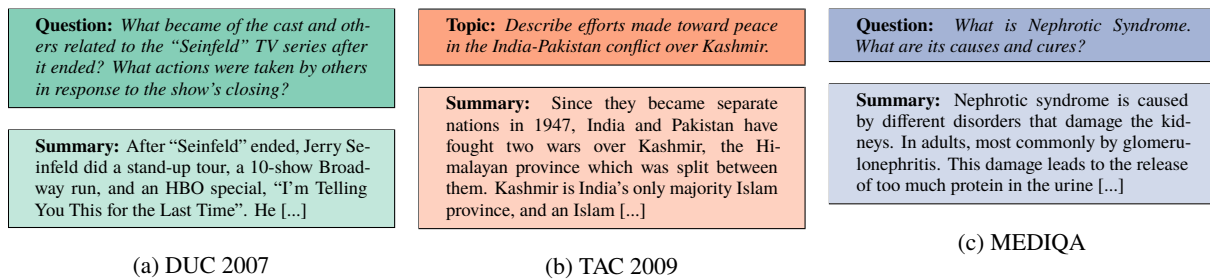 Question: What became of the cast and oth-
ers related to the “Seinfeld” TV series after
it ended? What actions were taken by others
in response to the show's closing?
Summary: After “Seinfeld” ended, Jerry Se-
infeld did a stand-up tour, a 10-show Broad-
way run, and an HBO special, “I'm Telling
You This for the Last Time”. He [...]
(a) DUC 2007
Topic: Describe efforts made toward peace
in the India-Pakistan conflict over Kashmir.
Summary: Since they became separate
nations in 1947, India and Pakistan have
fought two wars over Kashmir, the Hi-
malayan province which was split between
them. Kashmir is India's only majority Islam
province, and an Islam [...]
(b) TAC 2009
Question: What is Nephrotic Syndrome.
What are its causes and cures?
Summary: Nephrotic syndrome is caused
by different disorders that damage the kid-
neys. In adults, most commonly by glomeru-
lonephritis. This damage leads to the release
of too much protein in the urine [...]
(c) MEDIQA